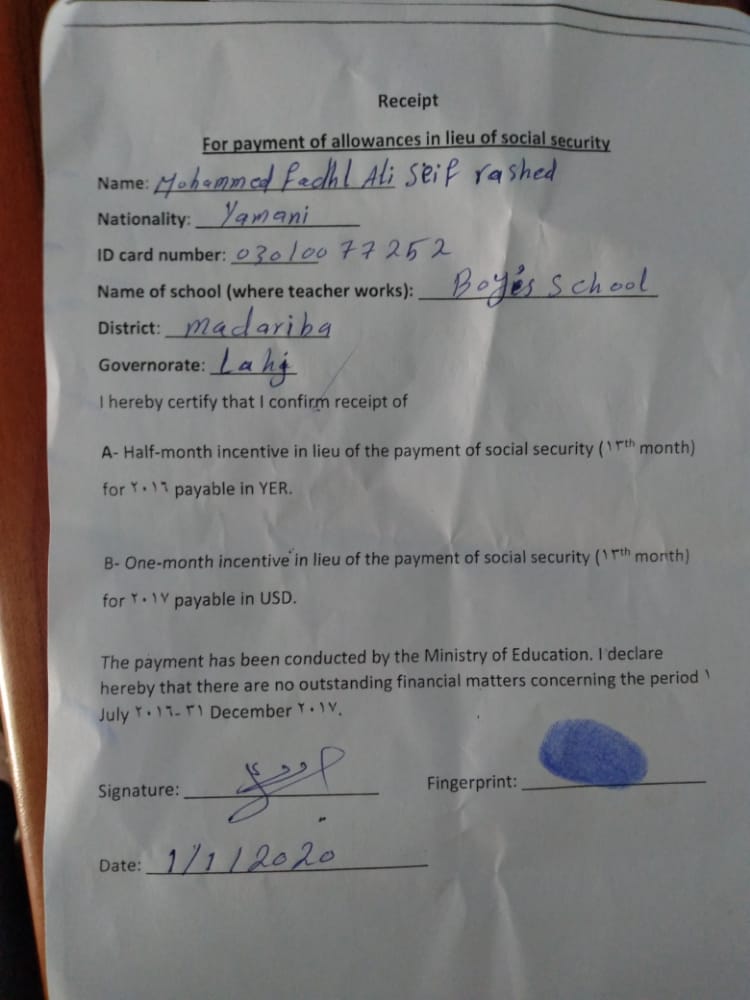 Receipt
For payment of allowances in lieu of social security
Name: Mohammed Fadhl Ali Seif rashed
Nationality: Yamani
ID card number: 03010077252
Name of school (where teacher works): Boy's School
District: madariba
Governorate: Lahj
I hereby certify that I confirm receipt of
A- Half-month incentive in lieu of the payment of social security (١٣th month)
for ٢٠١٦ payable in YER.
B- One-month incentive in lieu of the payment of social security (١٣th month)
for ٢٠١٧ payable in USD.
The payment has been conducted by the Ministry of Education. I declare
hereby that there are no outstanding financial matters concerning the period ١
July ٢٠١٦-٣١ December ٢٠١٧.
Signature:
Fingerprint:
Date: 1/1/2020